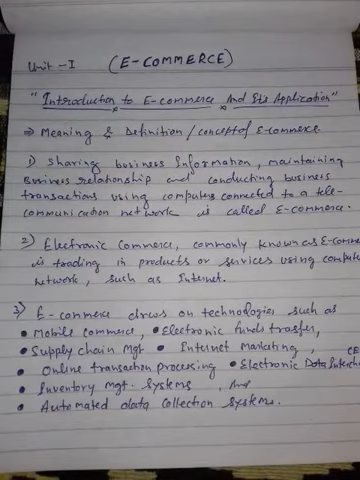 Unit - I (E-COMMERCE)
"Introduction to E-commerce And Its Application"
⇒ Meaning & Definition / concept of E-commerce
1) Sharing business Information, maintaining
Business relationship and conducting business
transactions using computers connected to a tele-
communication network is called E-commerce.
2) Electronic Commerce, commonly known as E-comme
is trading in products or services using compute
network, such as Internet.
3) E-commerce draws on technologies such as
• Mobile commerce, • Electronic funds transfer,
• Supply chain Mgt • Internet Marketing,
• Online transaction processing • Electronic Data Interch
• Inventory Mgt. Systems, And
• Automated data Collection Systems.